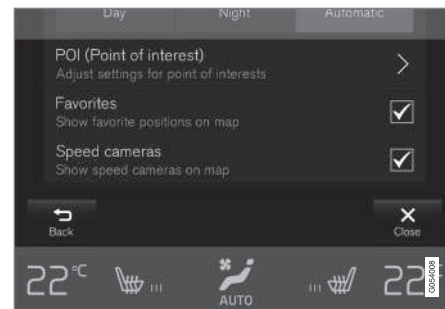 Day Night Automatic
POI (Point of interest)
Adjust settings for point of interests
Favorites
Show favorite positions on map
Speed cameras
Show speed cameras on map
Back Close
22°C AUTO 22°
G054008